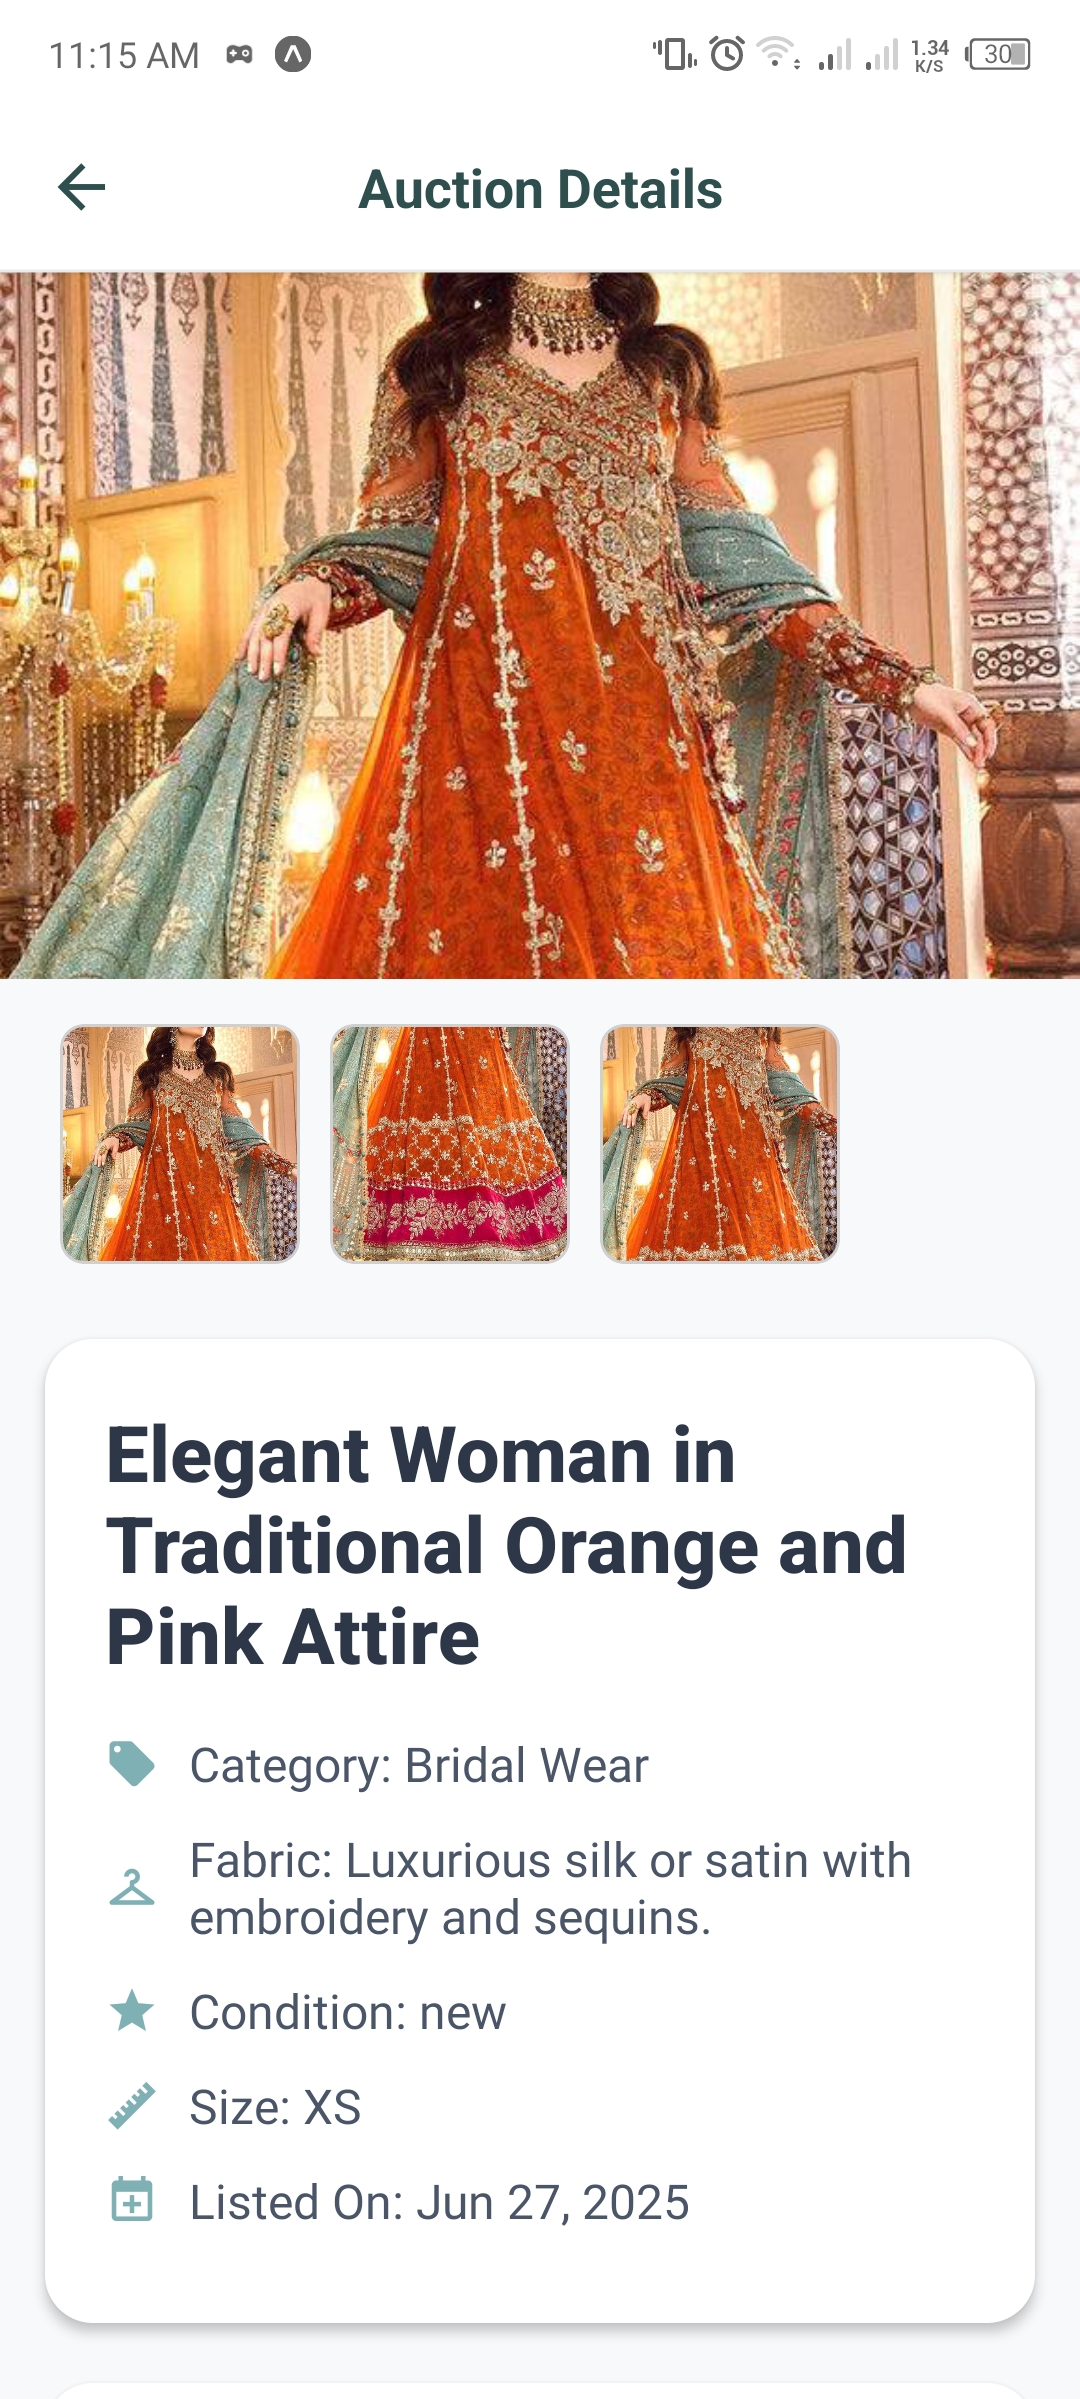 11:15 AM
1.34
K/S
30
Auction Details
Elegant Woman in
Traditional Orange and
Pink Attire
Category: Bridal Wear
Fabric: Luxurious silk or satin with
embroidery and sequins.
Condition: new
Size: XS
Listed On: Jun 27, 2025